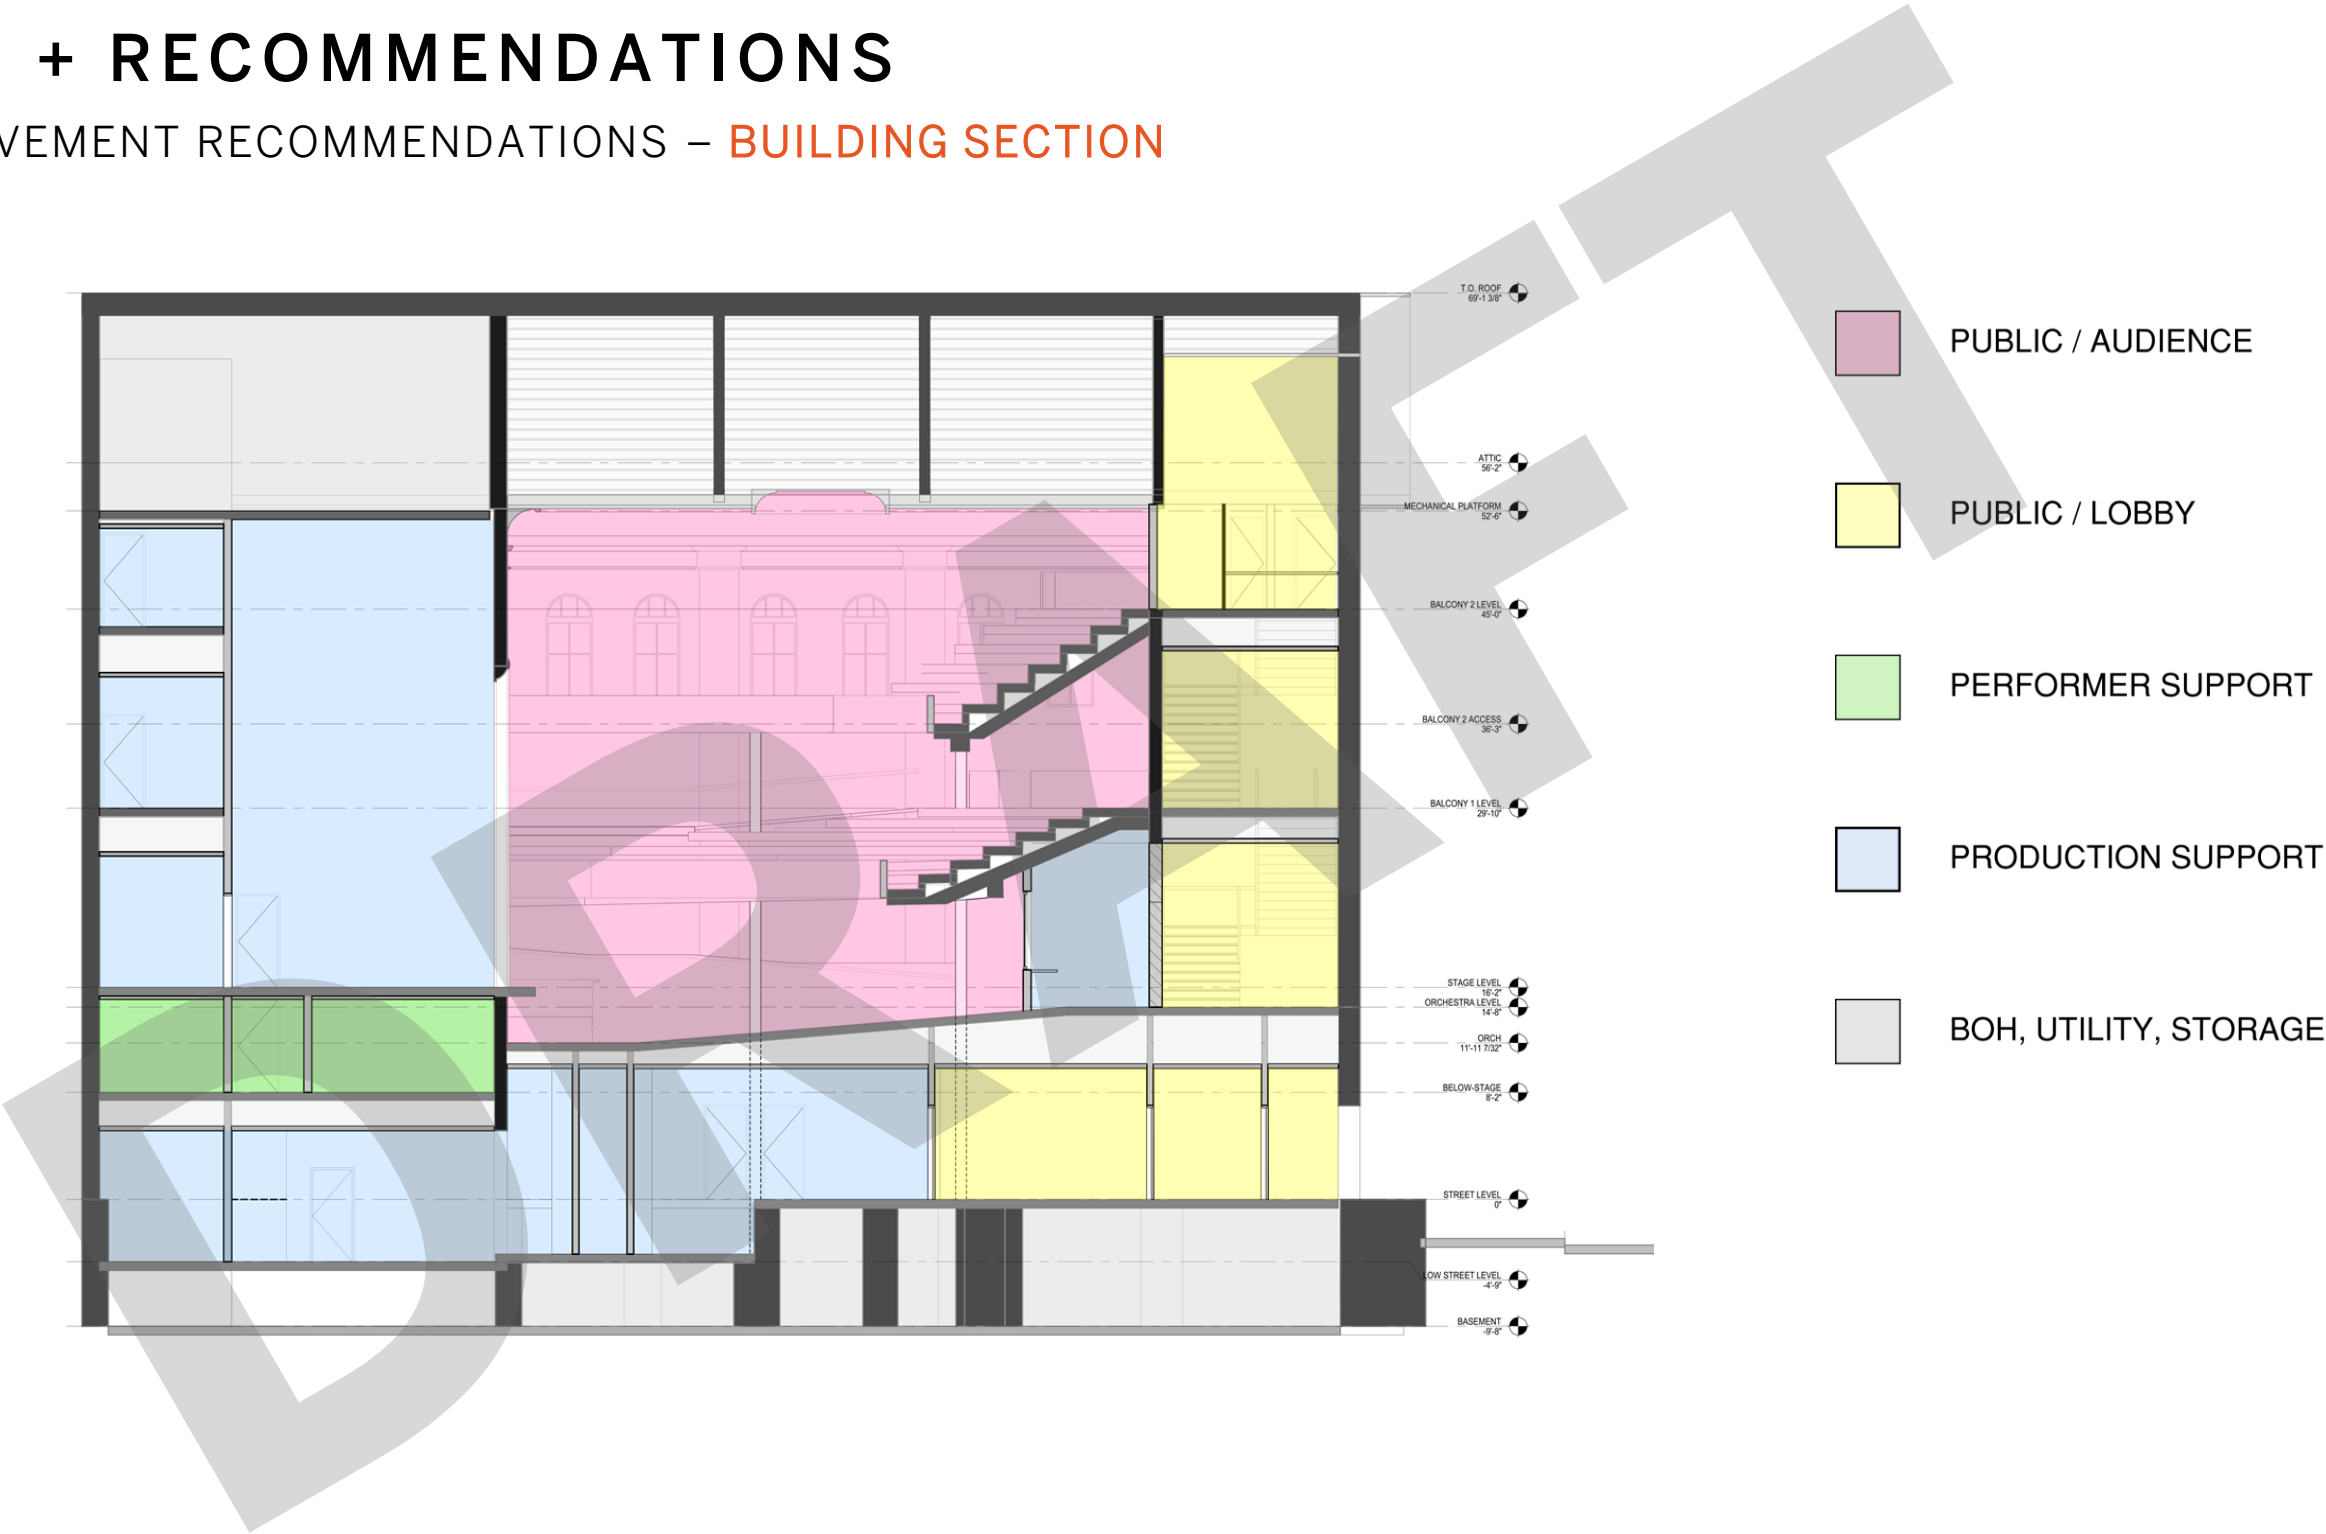 + RECOMMENDATIONS
VEMENT RECOMMENDATIONS – BUILDING SECTION
T.O. ROOF
69'-1 3/8"
ATTIC
56'-2"
MECHANICAL PLATFORM
52'-6"
BALCONY 2 LEVEL
45'-0"
BALCONY 2 ACCESS
36'-3"
BALCONY 1 LEVEL
29'-10"
STAGE LEVEL
16'-2"
ORCHESTRA LEVEL
14'-8"
ORCH
11'-11 7/32"
BELOW-STAGE
8'-2"
STREET LEVEL
0"
LOW STREET LEVEL
-4'-9"
BASEMENT
-9'-8"
PUBLIC / AUDIENCE
PUBLIC / LOBBY
PERFORMER SUPPORT
PRODUCTION SUPPORT
BOH, UTILITY, STORAGE
DRAFT